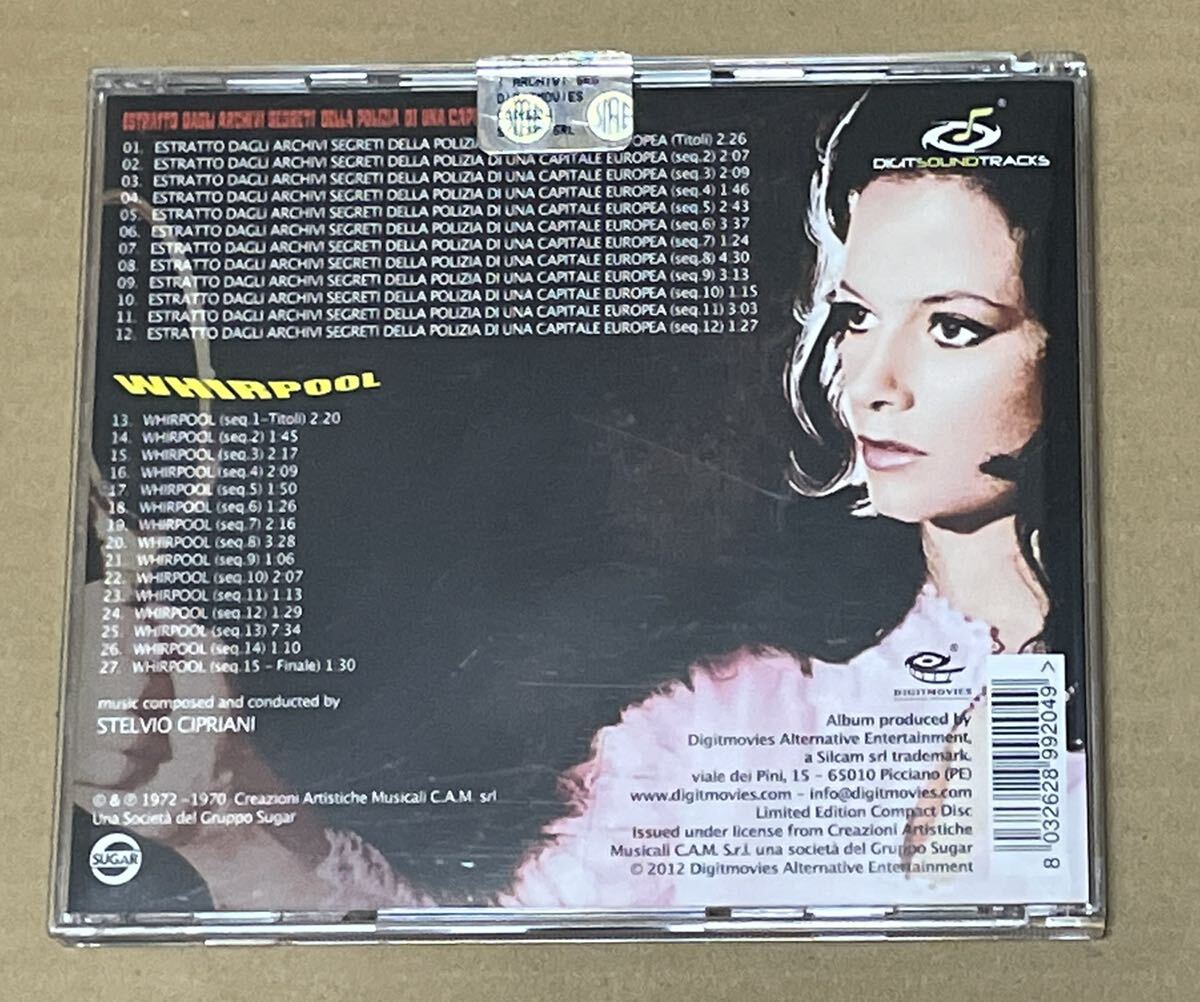 ARCHIVI SEG
ESTRATTO DAGLI ARCHIVI SEGRETI DELLA POLIZIA DI UNA
01. ESTRATTO DAGLI ARCHIVI SEGRETI DELLA POLIZIA (Titoli) 2.26
02. ESTRATTO DAGLI ARCHIVI SEGRETI DELLA POLIZIA DI UNA CAPITALE EUROPEA (seq.2) 2:07
03. ESTRATTO DAGLI ARCHIVI SEGRETI DELLA POLIZIA DI UNA CAPITALE EUROPEA (seq.3) 2:09
04. ESTRATTO DAGLI ARCHIVI SEGRETI DELLA POLIZIA DI UNA CAPITALE EUROPEA (seq.4) 1:46
05. ESTRATTO DAGLI ARCHIVI SEGRETI DELLA POLIZIA DI UNA CAPITALE EUROPEA (seq.5) 2:43
06. ESTRATTO DAGLI ARCHIVI SEGRETI DELLA POLIZIA DI UNA CAPITALE EUROPEA (seq.6) 3:37
07. ESTRATTO DAGLI ARCHIVI SEGRETI DELLA POLIZIA DI UNA CAPITALE EUROPEA (seq.7) 1:24
08. ESTRATTO DAGLI ARCHIVI SEGRETI DELLA POLIZIA DI UNA CAPITALE EUROPEA (seq.8) 4:30
09. ESTRATTO DAGLI ARCHIVI SEGRETI DELLA POLIZIA DI UNA CAPITALE EUROPEA (seq.9) 3:13
10. ESTRATTO DAGLI ARCHIVI SEGRETI DELLA POLIZIA DI UNA CAPITALE EUROPEA (seq.10) 1:15
11. ESTRATTO DAGLI ARCHIVI SEGRETI DELLA POLIZIA DI UNA CAPITALE EUROPEA (seq.11) 3:03
12. ESTRATTO DAGLI ARCHIVI SEGRETI DELLA POLIZIA DI UNA CAPITALE EUROPEA (seq.12) 1:27
DIGITSOUNDTRACKS
WHIRPOOL
13. WHIRPOOL (seq.1-Titoli) 2:20
14. WHIRPOOL (seq.2) 1:45
15. WHIRPOOL (seq.3) 2:17
16. WHIRPOOL (seq.4) 2:09
17. WHIRPOOL (seq.5) 1:50
18. WHIRPOOL (seq.6) 1:26
19. WHIRPOOL (seq.7) 2:16
20. WHIRPOOL (seq.8) 3:28
21. WHIRPOOL (seq.9) 1:06
22. WHIRPOOL (seq.10) 2:07
23. WHIRPOOL (seq.11) 1:13
24. WHIRPOOL (seq.12) 1:29
25. WHIRPOOL (seq.13) 7:34
26. WHIRPOOL (seq.14) 1:10
27. WHIRPOOL (seq.15 - Finale) 1:30
music composed and conducted by
STELVIO CIPRIANI
© & ℗ 1972 -1970 Creazioni Artistiche Musicali C.A.M. srl
Una Società del Gruppo Sugar
SUGAR
DIGITMOVIES
Album produced by
Digitmovies Alternative Entertainment,
a Silcam srl trademark.
viale dei Pini, 15 - 65010 Picciano (PE)
www.digitmovies.com - info@digitmovies.com
Limited Edition Compact Disc
Issued under license from Creazioni Artistiche
Musicali C.A.M. S.r.l. una società del Gruppo Sugar
© 2012 Digitmovies Alternative Entertainment
8 032628 992049 >